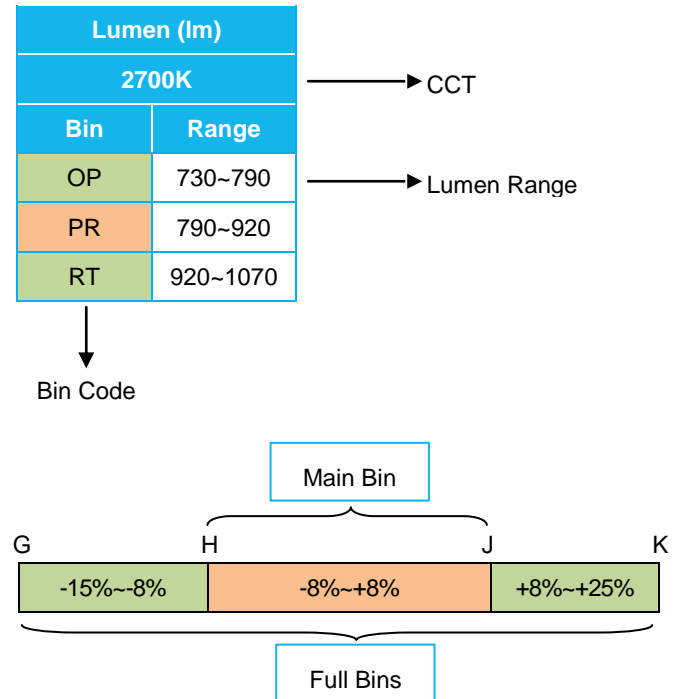 Lumen (lm)
2700K
CCT
Bin Range
OP 730~790
Lumen Range
PR 790~920
RT 920~1070
Bin Code
Main Bin
G H J K
-15%~-8% -8%~+8% +8%~+25%
Full Bins